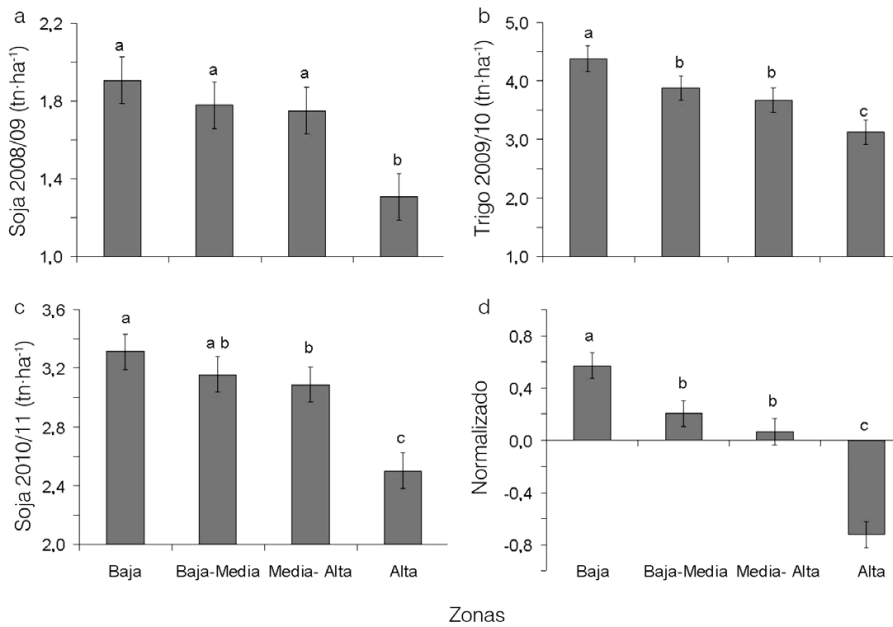 a
Soja 2008/09 (tn·ha⁻¹)
2,2
1,8
1,4
1,0
a
a
a
b
b
Trigo 2009/10 (tn·ha⁻¹)
5,0
4,0
3,0
2,0
1,0
a
b
b
c
c
Soja 2010/11 (tn·ha⁻¹)
3,6
3,2
2,8
2,4
2,0
a
a b
b
c
Baja
Baja-Media
Media- Alta
Alta
d
Normalizado
0,8
0,4
0,0
-0,4
-0,8
a
b
b
c
Baja
Baja-Media
Media- Alta
Alta
Zonas